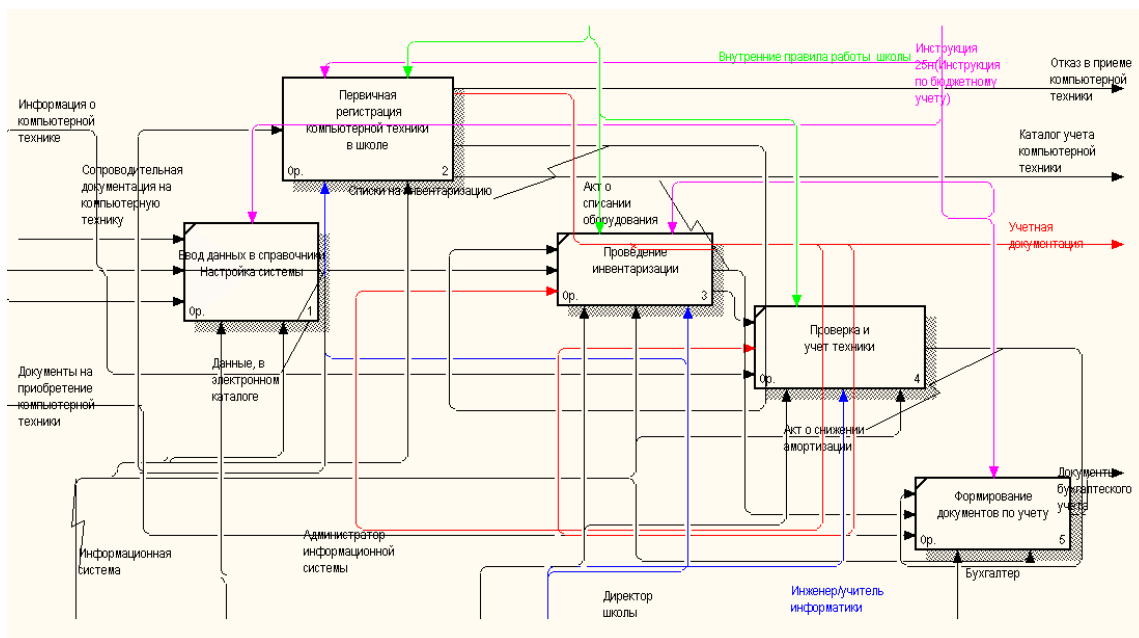 Внутренние правила работы школы
Инструкция
25н(Инструкция
по бюджетному
учету)
Отказ в приеме
компьютерной
техники
Информация о
компьютерной
технике
Первичная
регистрация
компьютерной техники
в школе
0р.
2
Каталог учета
компьютерной
техники
Сопроводительная
документация на
компьютерную
технику
Списки на инвентаризацию
Акт о
списании
оборудования
Учетная
документация
Ввод данных в справочники
Настройка системы
0р.
1
Проведение
инвентаризации
0р.
3
Проверка и
учет техники
0р.
4
Документы на
приобретение
компьютерной
техники
Данные, в
электронном
каталоге
Акт о снижении
амортизации
Документы
бухгалтеского
учета
Формирование
документов по учету
0р.
5
Информационная
система
Администратор
информационной
системы
Директор
школы
Инженер/учитель
информатики
Бухгалтер